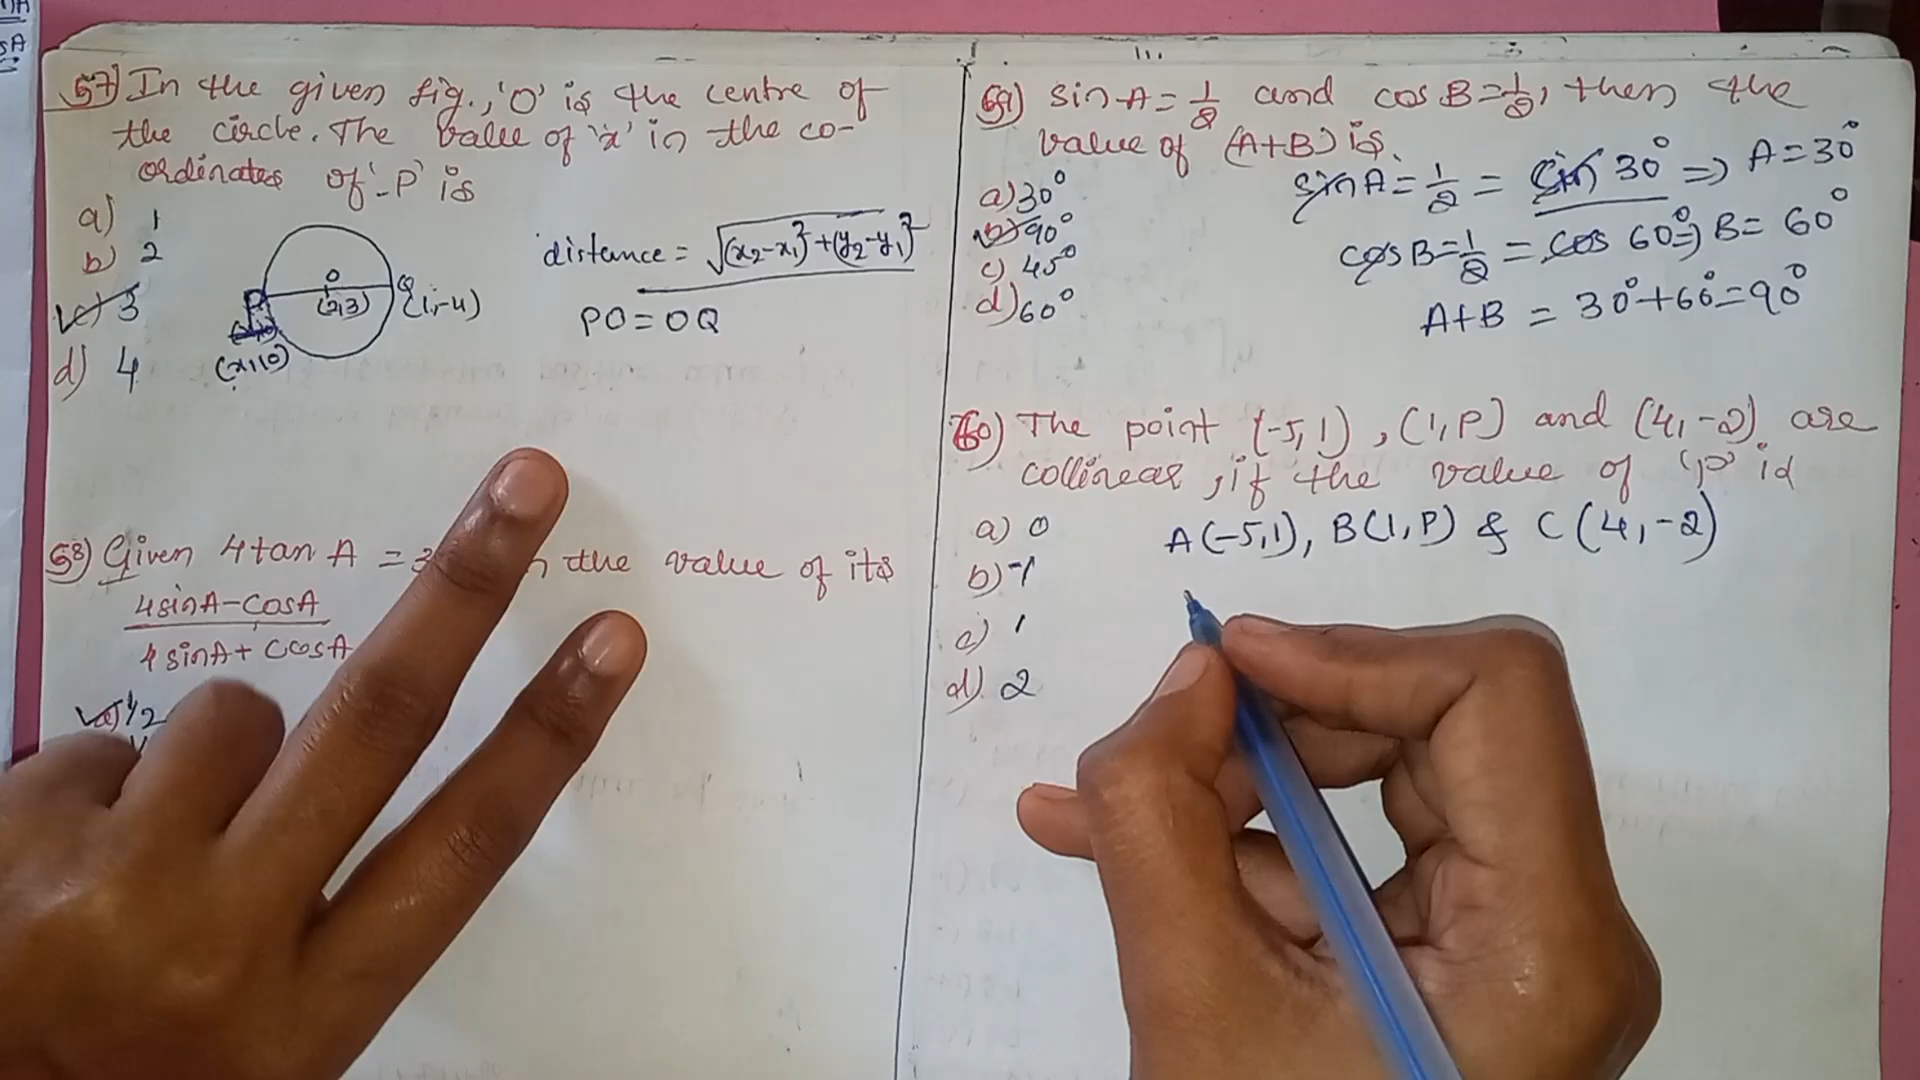 57) In the given fig., 'O' is the centre of
the circle. The value of 'x' in the co-
ordinates of 'P' is
a) 1
b) 2
c) 3
d) 4
O
(2,3)
Q
(1,-4)
P
(x,10)
distance = √(x₂-x₁)²+(y₂-y₁)²
PO = OQ
58) Given 4tan A = the value of its
4sinA-cosA
4sinA+ccosA
a) 1/2
59) sin A = 1/2 and cos B = 1/2, then the
value of (A+B) is.
a) 30°
b) 90°
c) 45°
d) 60°
sin A = 1/2 = sin 30° => A = 30°
cos B = 1/2 = cos 60° => B = 60°
A+B = 30°+60° = 90°
60) The point (-5,1), (1,P) and (4,-2) are
collinear, if the value of 'p' id
a) 0
b) -1
c) 1
d) 2
A(-5,1), B(1,P) & C(4,-2)